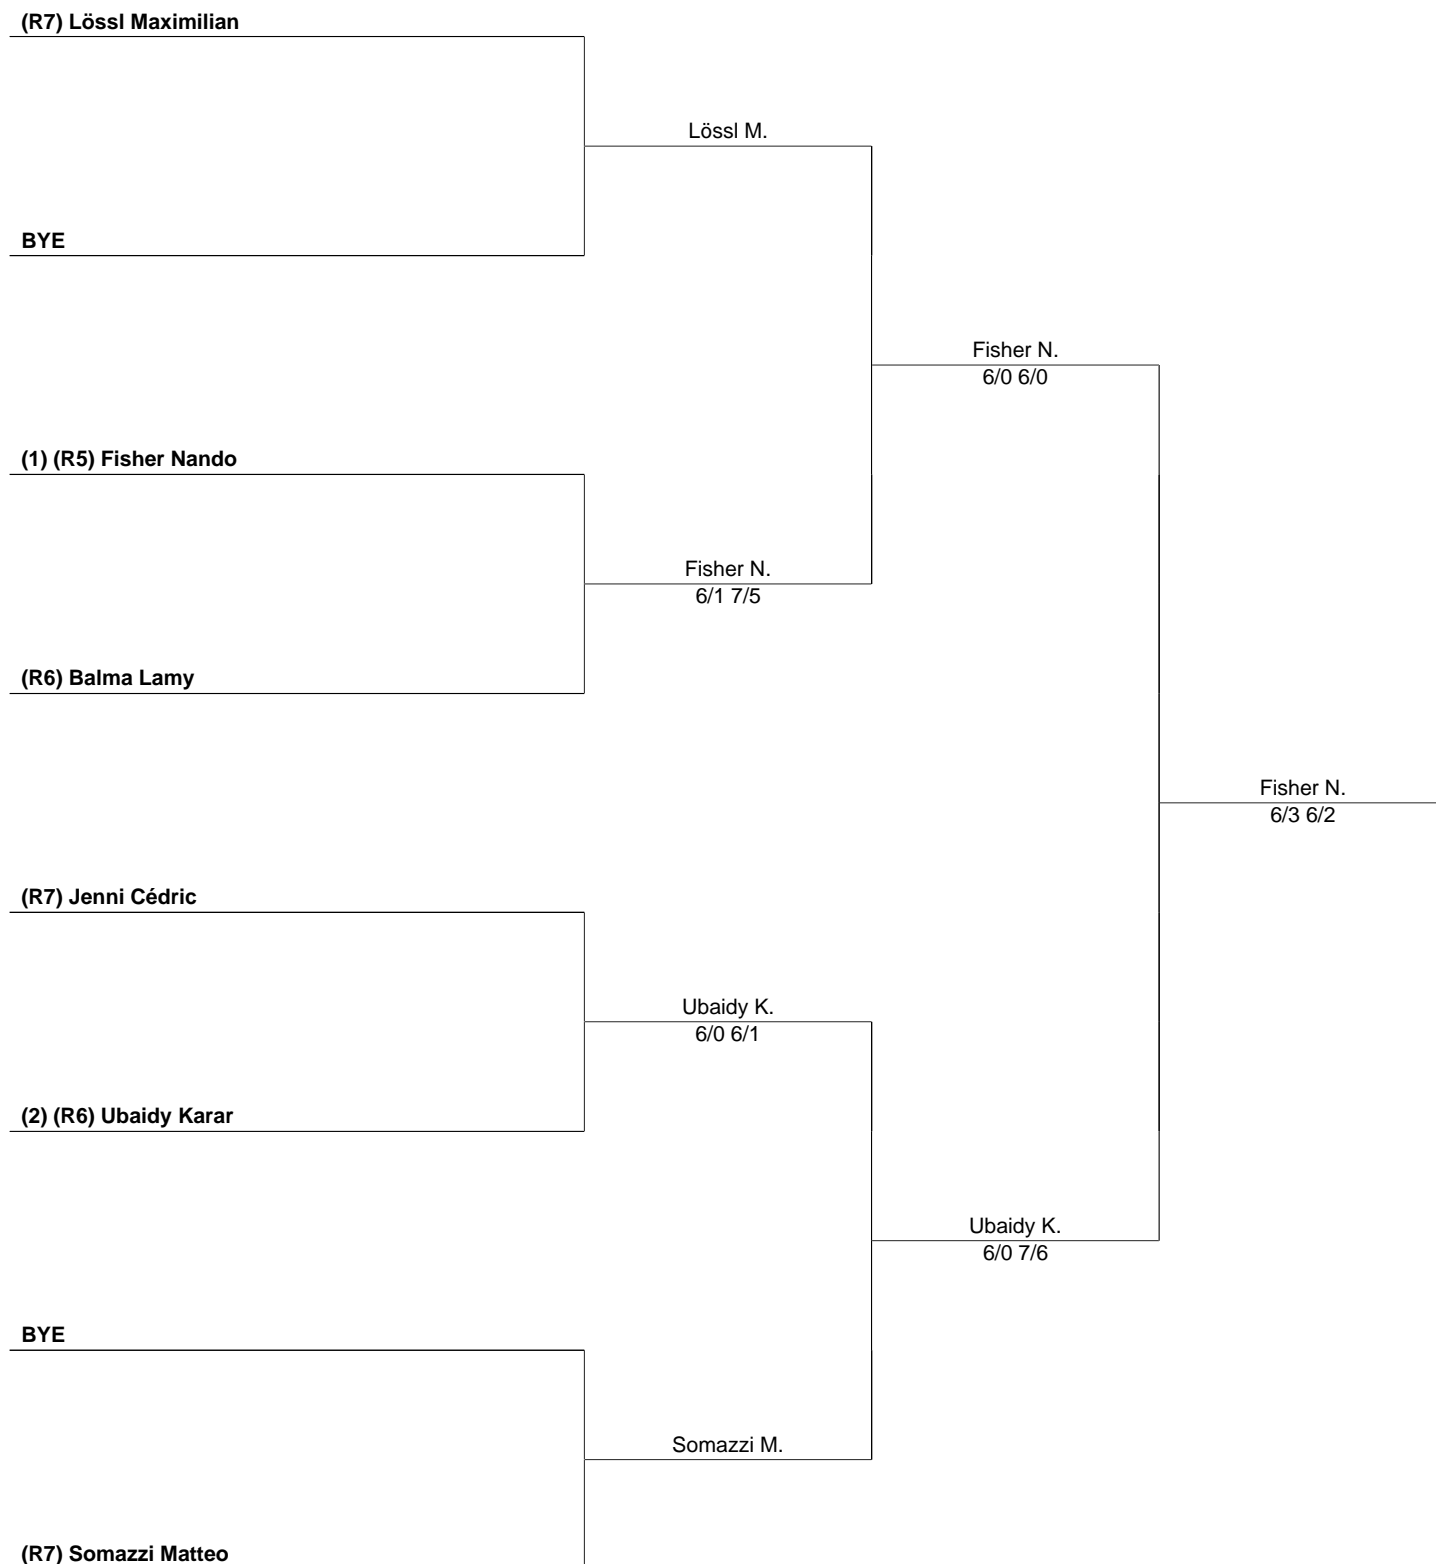 (R7) Lössl Maximilian
Lössl M.
BYE
Fisher N.
6/0 6/0
(1) (R5) Fisher Nando
Fisher N.
6/1 7/5
(R6) Balma Lamy
Fisher N.
6/3 6/2
(R7) Jenni Cédric
Ubaidy K.
6/0 6/1
(2) (R6) Ubaidy Karar
Ubaidy K.
6/0 7/6
BYE
Somazzi M.
(R7) Somazzi Matteo